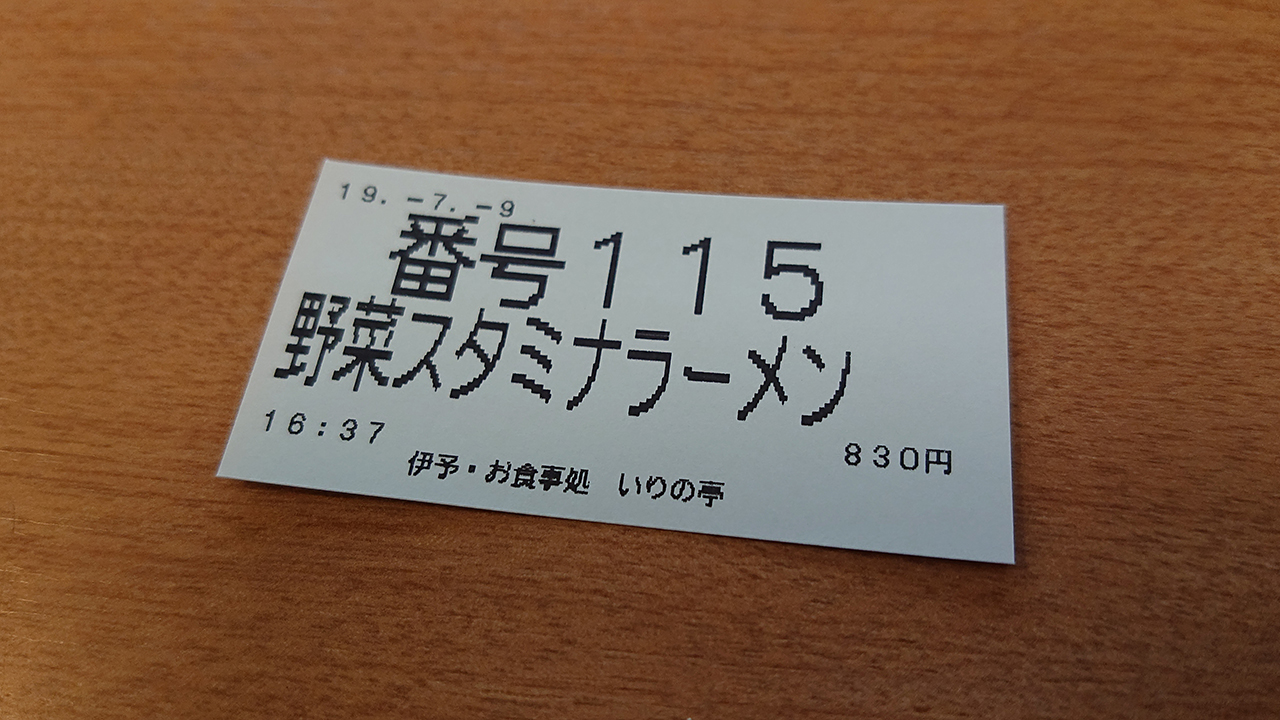 19.-7.-9
番号115
野菜スタミナラーメン
16:37
830円
伊予・お食事処　いりの亭